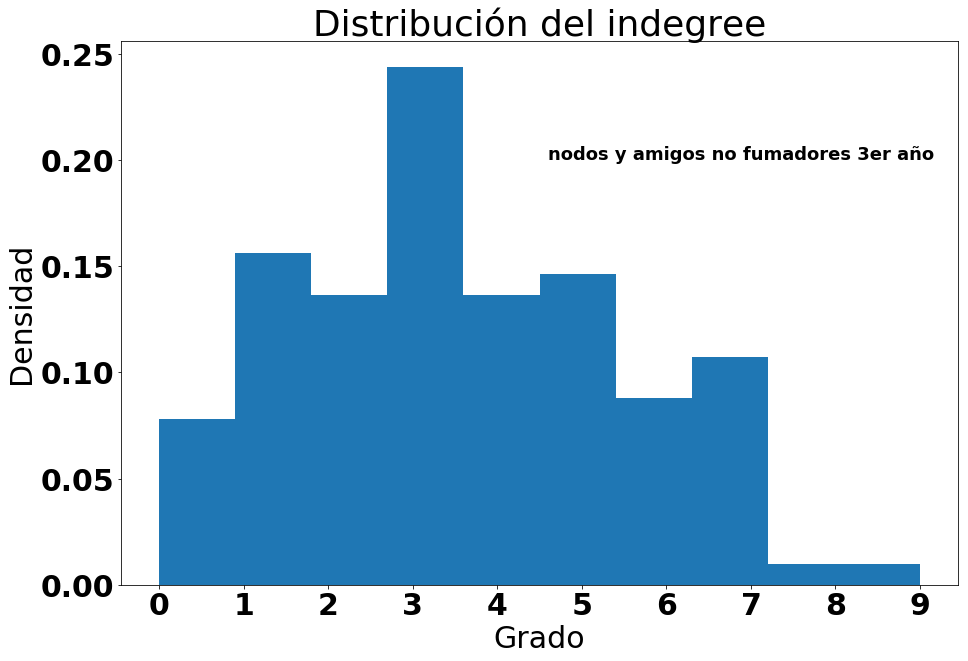 Distribución del indegree
0.25
0.20
0.15
0.10
0.05
0.00
Densidad
nodos y amigos no fumadores 3er año
0 1 2 3 4 5 6 7 8 9
Grado